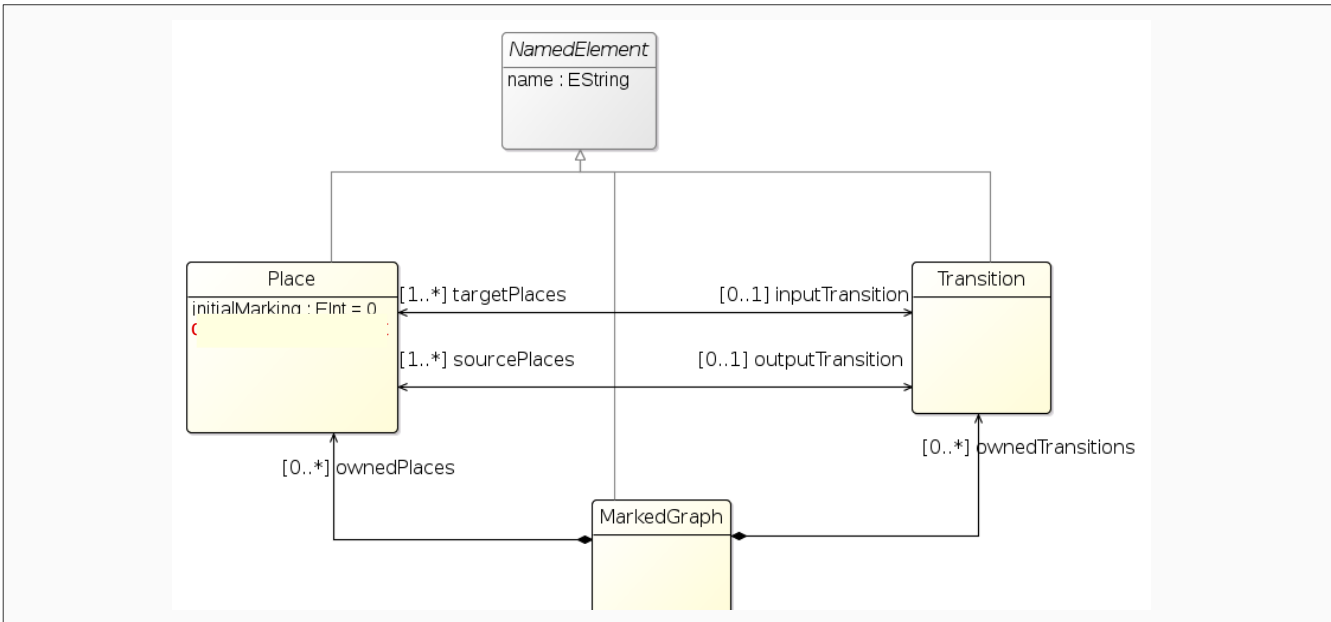 NamedElement
name : EString
Place
initialMarking : EInt = 0
Transition
[1..*] targetPlaces
[0..1] inputTransition
[1..*] sourcePlaces
[0..1] outputTransition
[0..*] ownedPlaces
[0..*] ownedTransitions
MarkedGraph